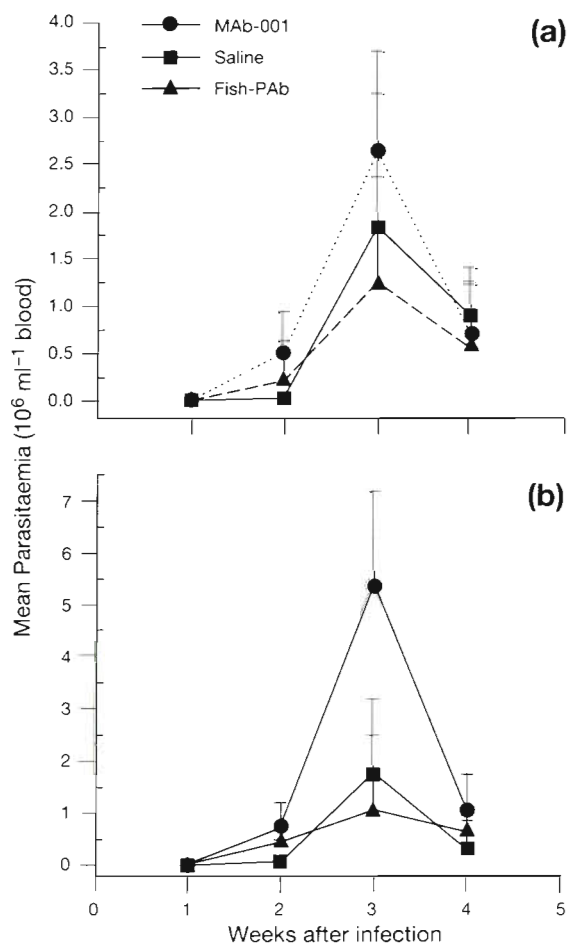 4.0
3.5
3.0
2.5
2.0
1.5
1.0
0.5
0.0
MAb-001
Saline
Fish-PAb
(a)
Mean Parasitaemia (10⁶ ml⁻¹ blood)
7
6
5
4
3
2
1
0
(b)
0 1 2 3 4 5
Weeks after infection